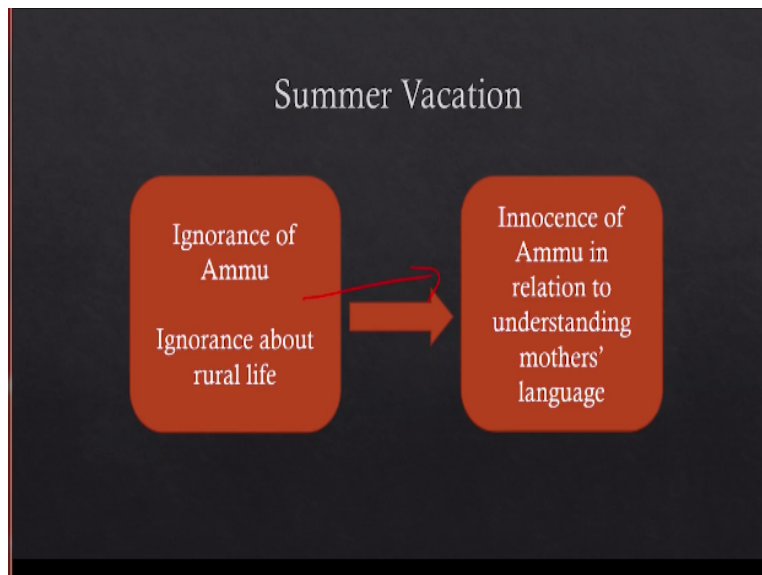 Summer Vacation
Ignorance of
Ammu
Ignorance about
rural life
Innocence of
Ammu in
relation to
understanding
mothers'
language